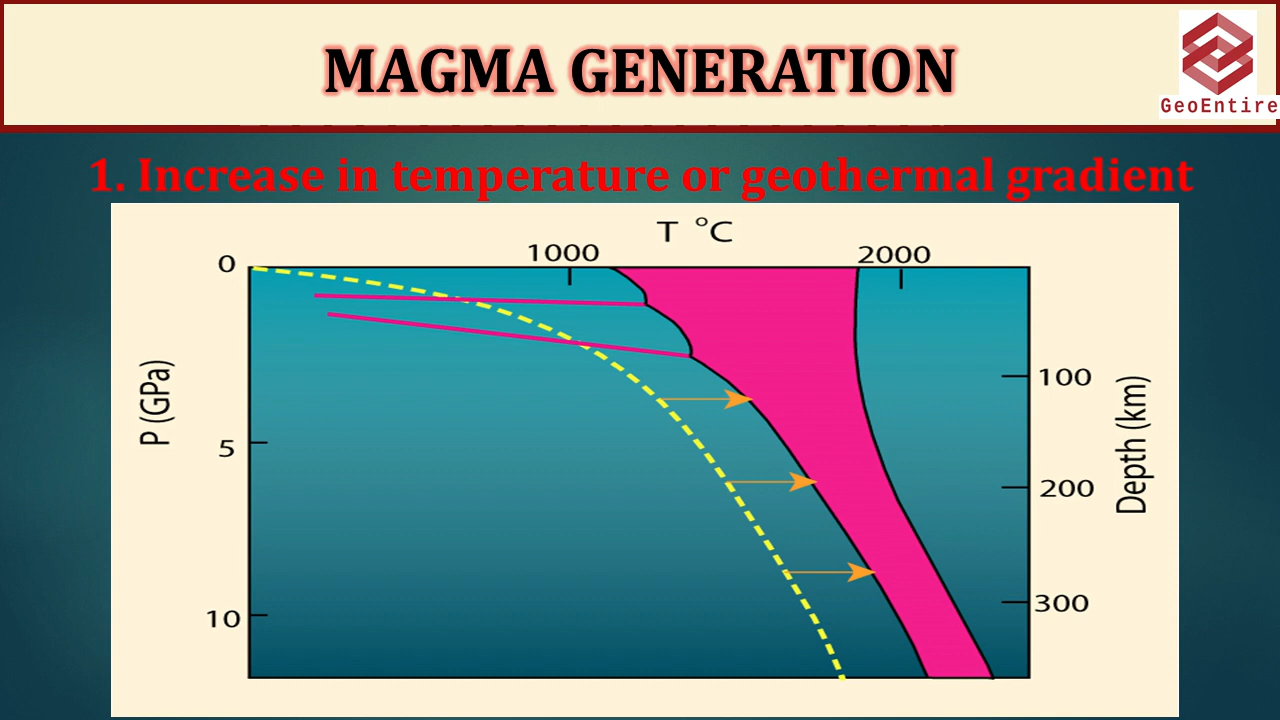 MAGMA GENERATION
GeoEntire
1. Increase in temperature or geothermal gradient
T °C
1000
2000
0
5
10
P (GPa)
100
200
300
Depth (km)